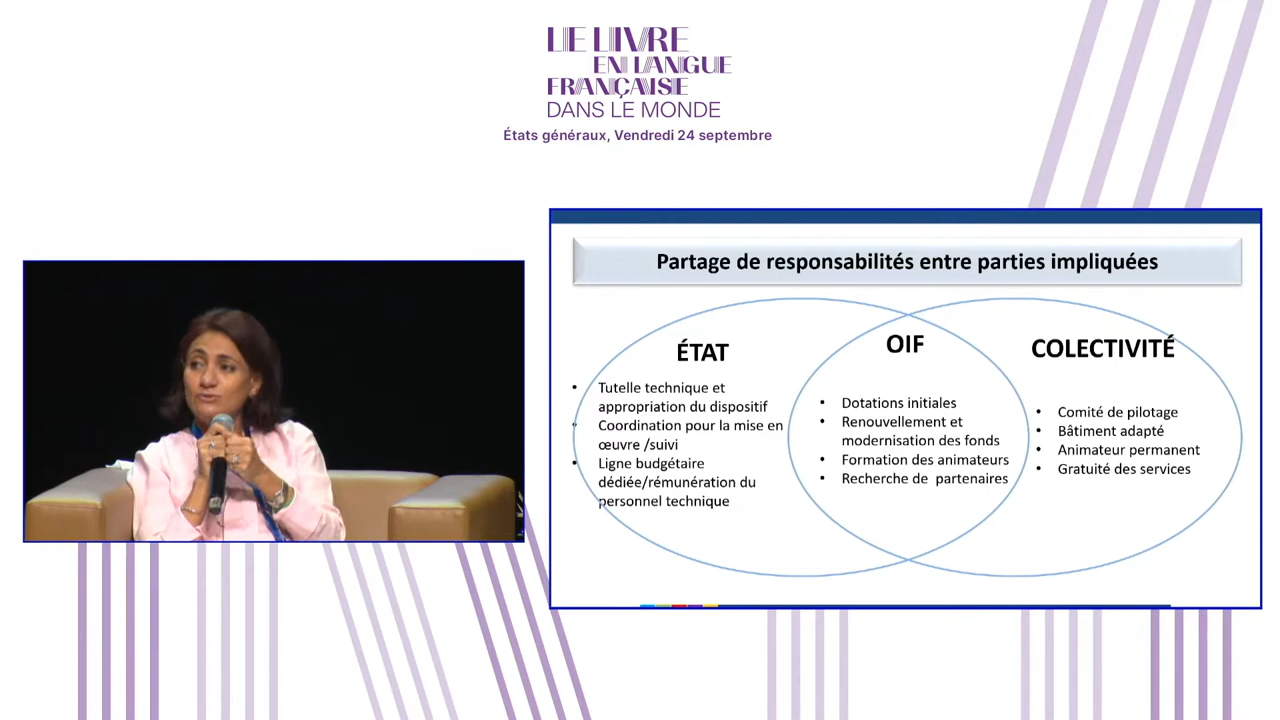 LE LIVRE
EN LANGUE
FRANÇAISE
DANS LE MONDE
États généraux, Vendredi 24 septembre
Partage de responsabilités entre parties impliquées
ÉTAT
• Tutelle technique et
appropriation du dispositif
• Coordination pour la mise en
œuvre /suivi
• Ligne budgétaire
dédiée/rémunération du
personnel technique
OIF
• Dotations initiales
• Renouvellement et
modernisation des fonds
• Formation des animateurs
• Recherche de partenaires
COLECTIVITÉ
• Comité de pilotage
• Bâtiment adapté
• Animateur permanent
• Gratuité des services